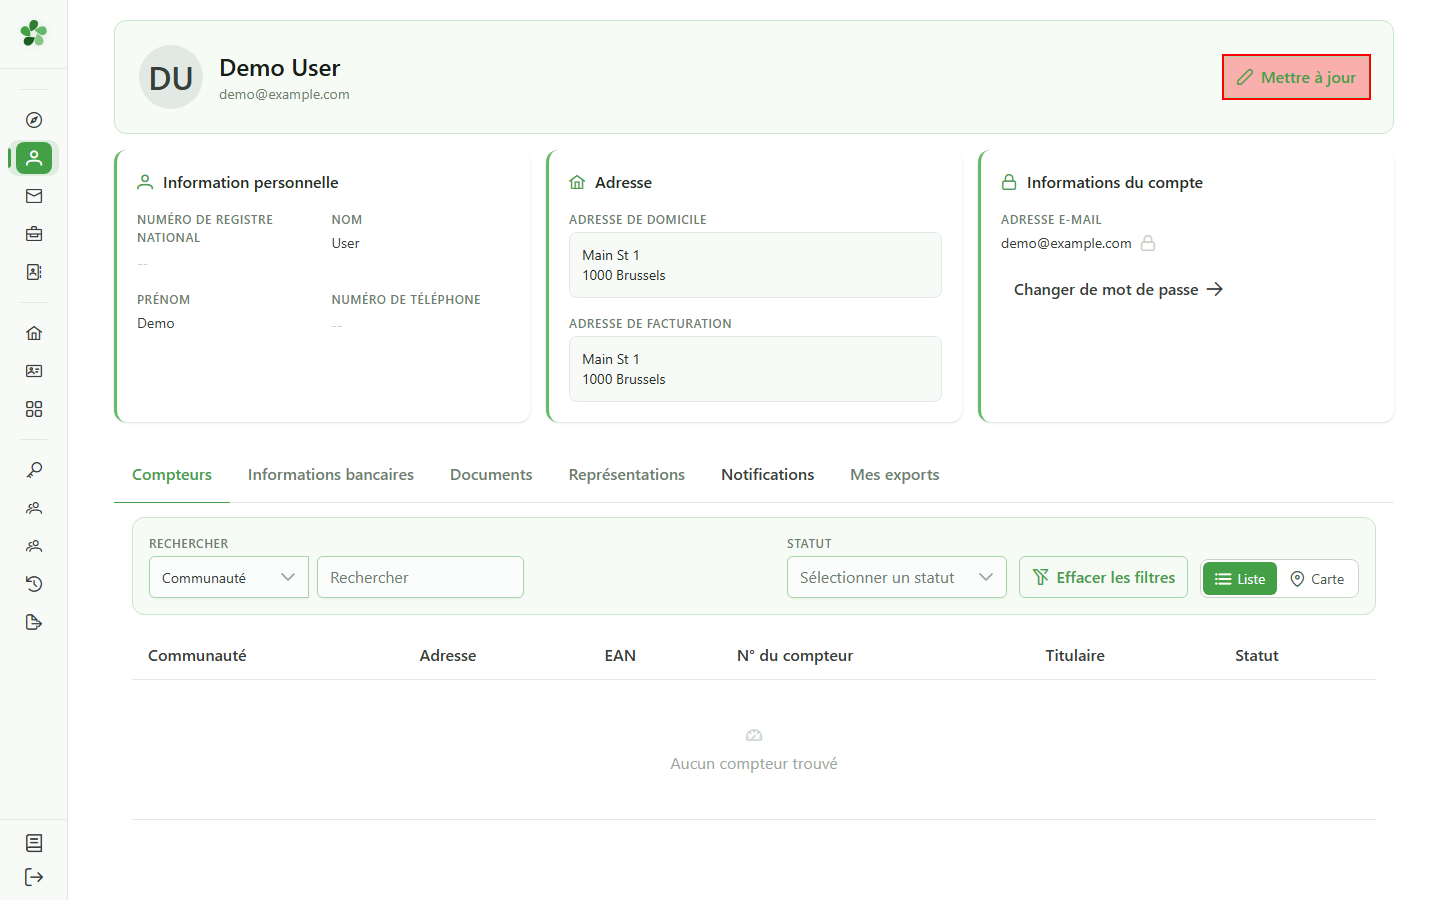 DU
Demo User
demo@example.com
Mettre à jour
Information personnelle
NUMÉRO DE REGISTRE NATIONAL
--
NOM
User
PRÉNOM
Demo
NUMÉRO DE TÉLÉPHONE
--
Adresse
ADRESSE DE DOMICILE
Main St 1
1000 Brussels
ADRESSE DE FACTURATION
Main St 1
1000 Brussels
Informations du compte
ADRESSE E-MAIL
demo@example.com
Changer de mot de passe
Compteurs Informations bancaires Documents Représentations Notifications Mes exports
RECHERCHER
Communauté
Rechercher
STATUT
Sélectionner un statut
Effacer les filtres
Liste
Carte
Communauté Adresse EAN N° du compteur Titulaire Statut
Aucun compteur trouvé